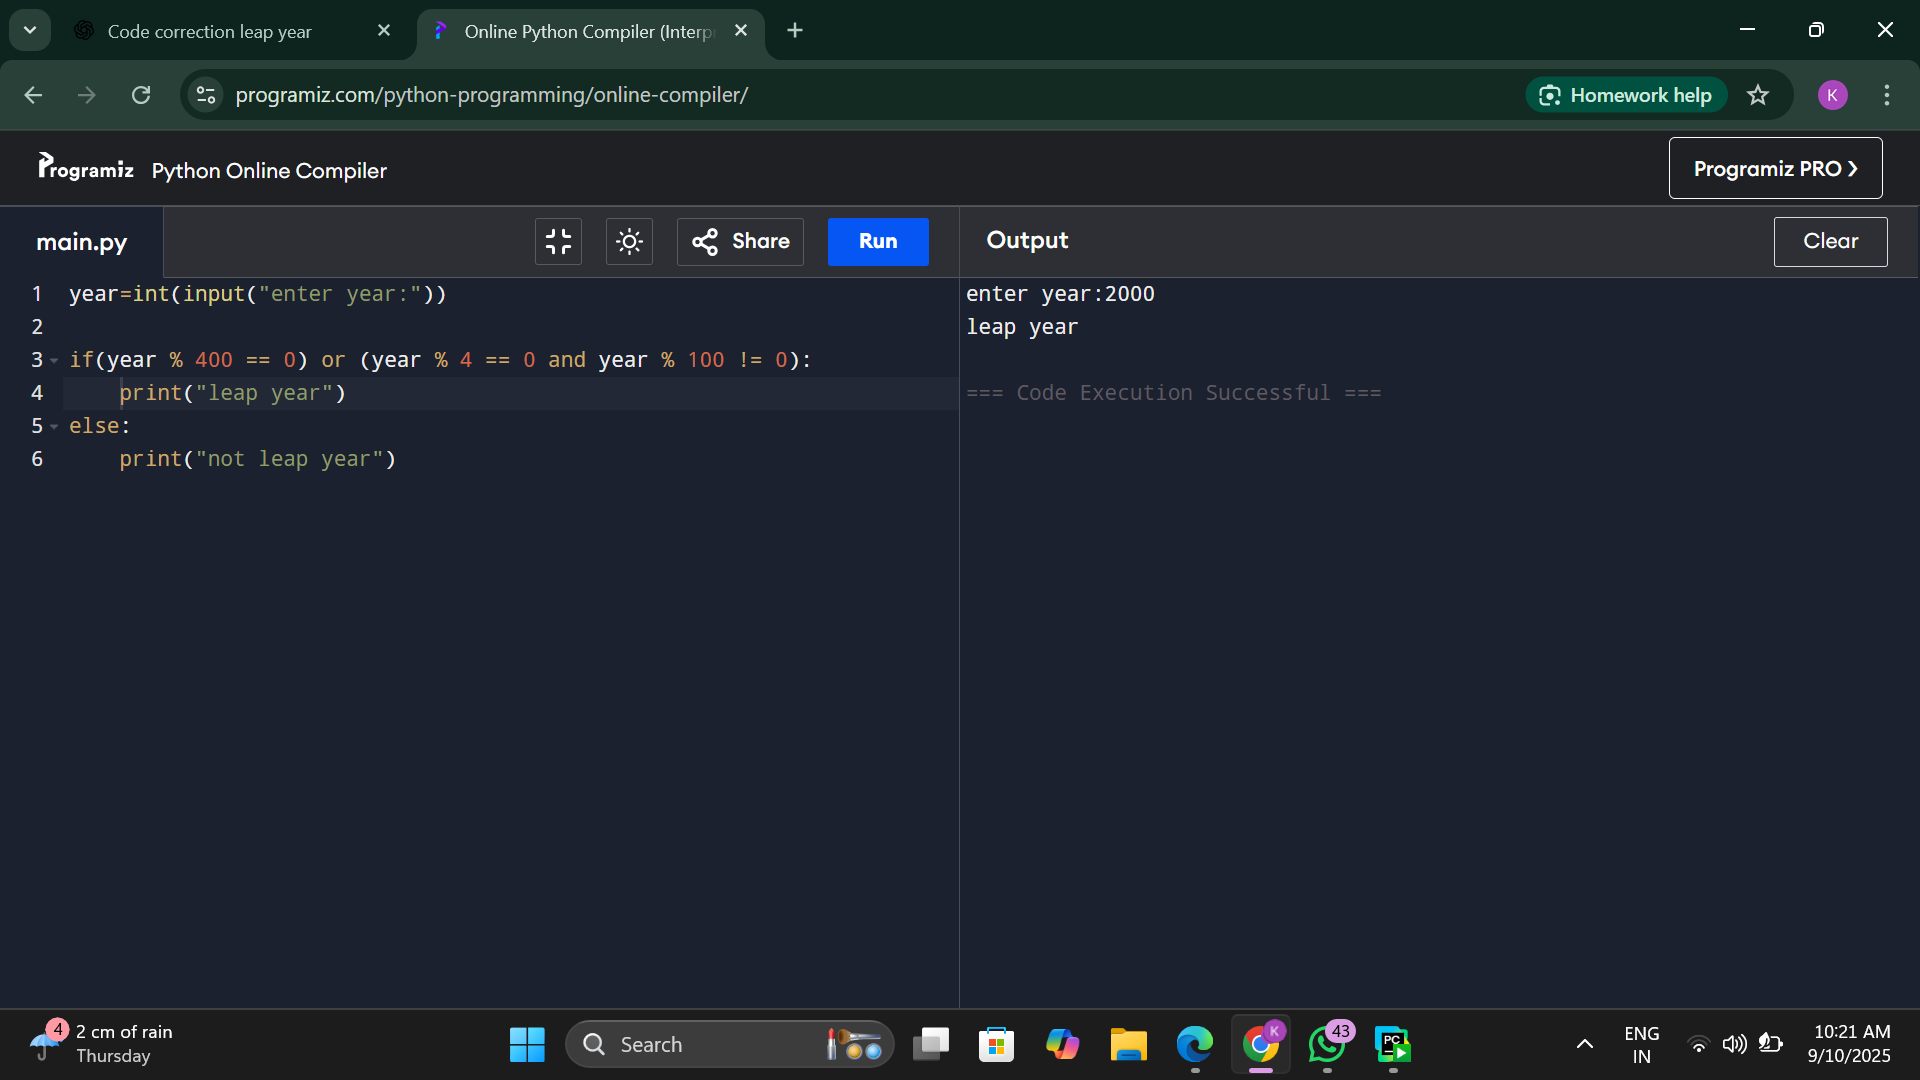 Code correction leap year
Online Python Compiler (Interp
programiz.com/python-programming/online-compiler/
Homework help
K
Programiz Python Online Compiler
Programiz PRO ❯
main.py
Share
Run
Output
Clear
1 year=int(input("enter year:"))
2
3 if(year % 400 == 0) or (year % 4 == 0 and year % 100 != 0):
4     print("leap year")
5 else:
6     print("not leap year")
enter year:2000
leap year
=== Code Execution Successful ===
4
2 cm of rain
Thursday
Search
K
43
PC
ENG
IN
10:21 AM
9/10/2025